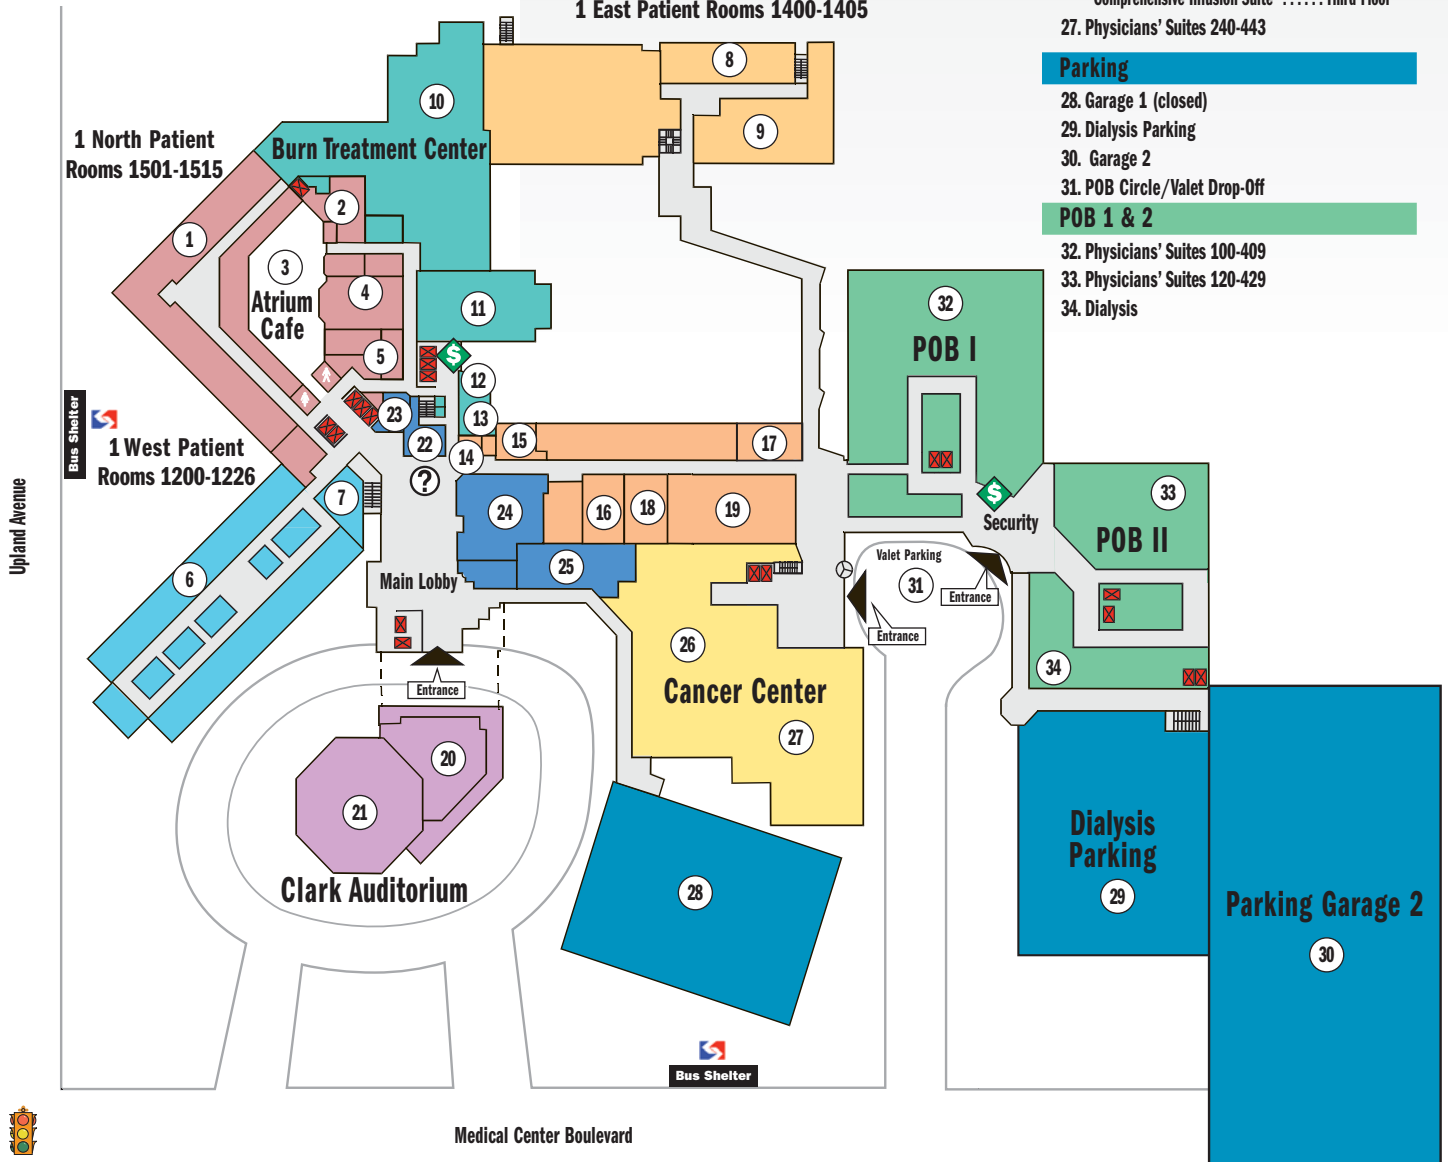 1 East Patient Rooms 1400-1405
Comprehensive Infusion Suite ...... Third Floor
27. Physicians' Suites 240-443
Parking
28. Garage 1 (closed)
29. Dialysis Parking
30. Garage 2
31. POB Circle/Valet Drop-Off
POB 1 & 2
32. Physicians' Suites 100-409
33. Physicians' Suites 120-429
34. Dialysis
8
10
9
1 North Patient
Rooms 1501-1515
Burn Treatment Center
2
1
3
Atrium
Cafe
4
11
32
POB I
5
$
12
13
23
22
15
17
14
Bus Shelter
1 West Patient
Rooms 1200-1226
?
7
24
16
18
19
$
Security
33
POB II
Upland Avenue
6
Main Lobby
25
Valet Parking
31
Entrance
Entrance
26
Cancer Center
34
Entrance
27
20
21
Clark Auditorium
28
Dialysis
Parking
29
Parking Garage 2
30
Bus Shelter
Medical Center Boulevard